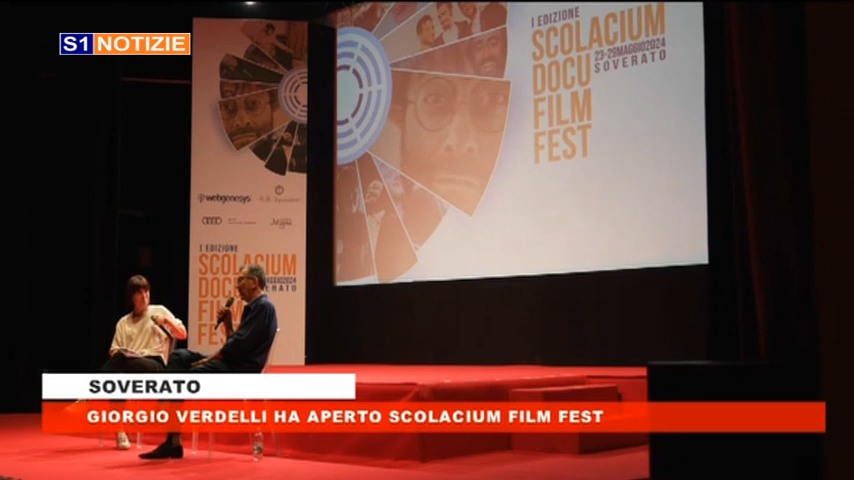 S1 NOTIZIE
I EDIZIONE
SCOLACIUM
23-29MAGGIO2024
DOCU SOVERATO
FILM
FEST
webgenesys
I EDIZIONE
SCOLACIUM
DOCU
FILM
FES
SOVERATO
GIORGIO VERDELLI HA APERTO SCOLACIUM FILM FEST